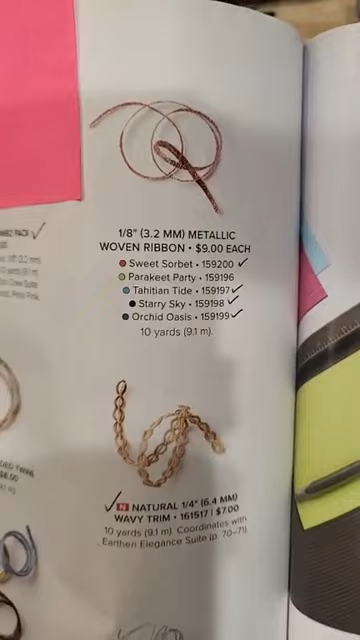 1/8" (3.2 MM) METALLIC
WOVEN RIBBON • $9.00 EACH
Sweet Sorbet • 159200
Parakeet Party • 159196
Tahitian Tide • 159197
Starry Sky • 159198
Orchid Oasis • 159199
10 yards (9.1 m).
N NATURAL 1/4" (6.4 MM)
WAVY TRIM • 161517 | $7.00
10 yards (9.1 m). Coordinates with
Earthen Elegance Suite (p. 70–71).